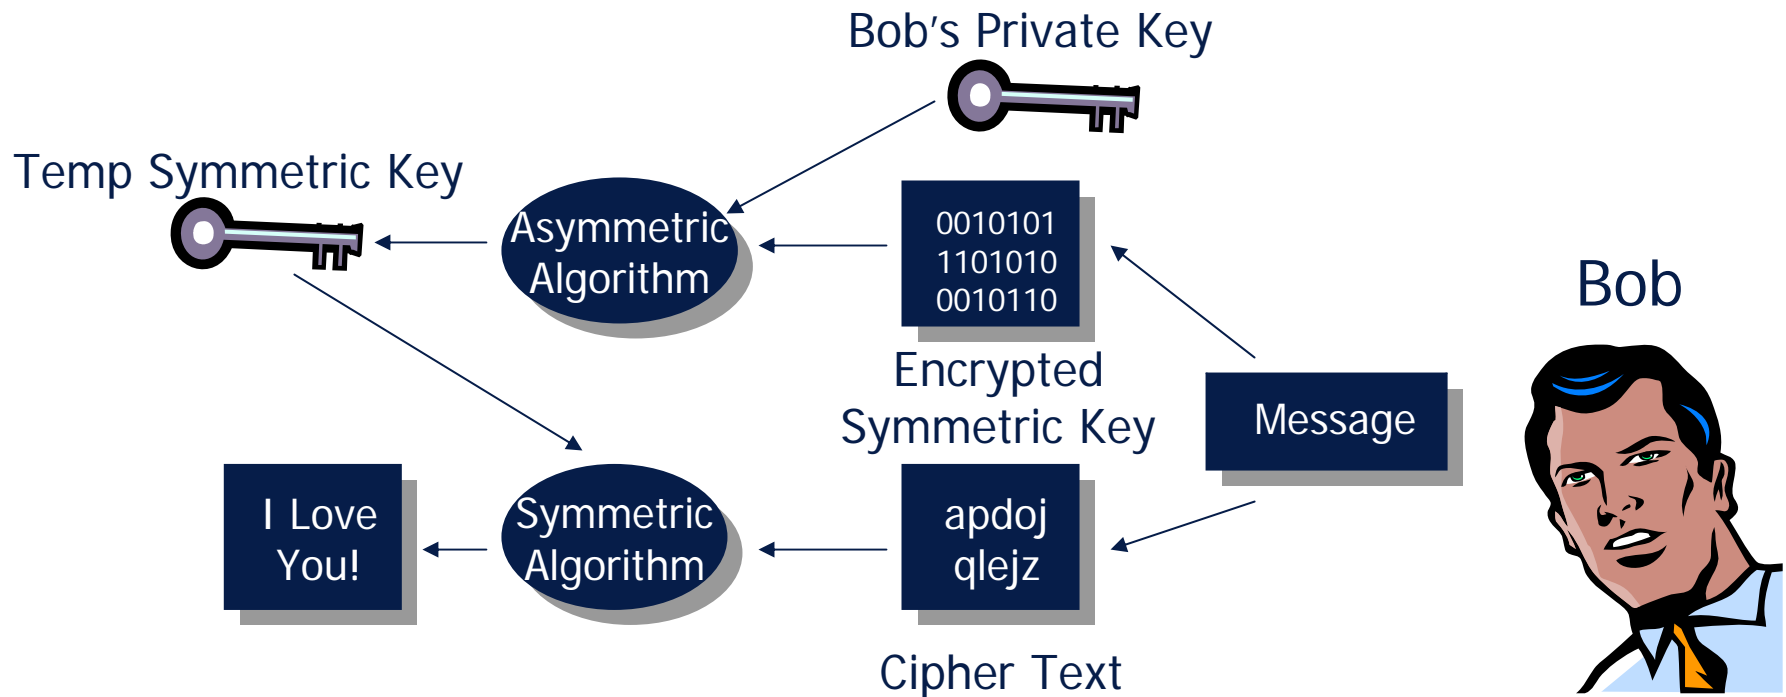 Bob's Private Key
Temp Symmetric Key
Asymmetric
Algorithm
0010101
1101010
0010110
Bob
Encrypted
Symmetric Key
Message
I Love
You!
Symmetric
Algorithm
apdoj
qlejz
Cipher Text